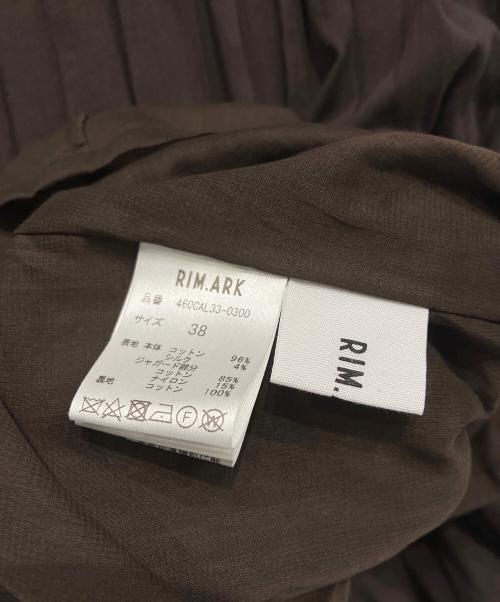 RIM.ARK
品番 460CAL33-0300
サイズ 38
表地 本体 コットン 96%
シルク 4%
ジャガード部分
コットン 85%
ナイロン 15%
裏地 コットン 100%
F
W
RIM.